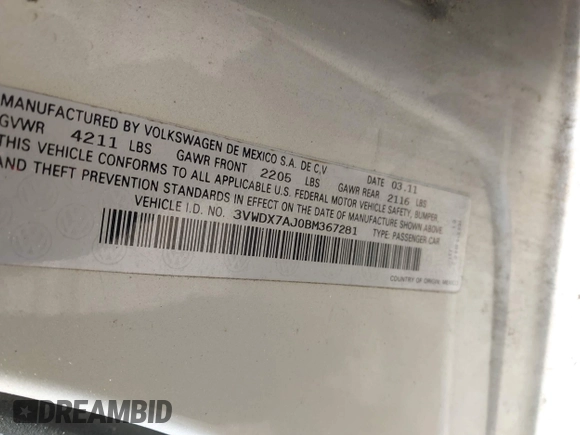 MANUFACTURED BY VOLKSWAGEN DE MEXICO S.A. DE C.V
GVWR 4211 LBS GAWR FRONT 2205 LBS DATE 03.11 GAWR REAR 2116 LBS
THIS VEHICLE CONFORMS TO ALL APPLICABLE U.S. FEDERAL MOTOR VEHICLE SAFETY, BUMPER,
AND THEFT PREVENTION STANDARDS IN EFFECT ON THE DATE OF MANUFACTURE SHOWN ABOVE
VEHICLE I.D. NO. 3VWDX7AJ0BM367281 TYPE: PASSENGER CAR
COUNTRY OF ORIGIN:
DREAMBID